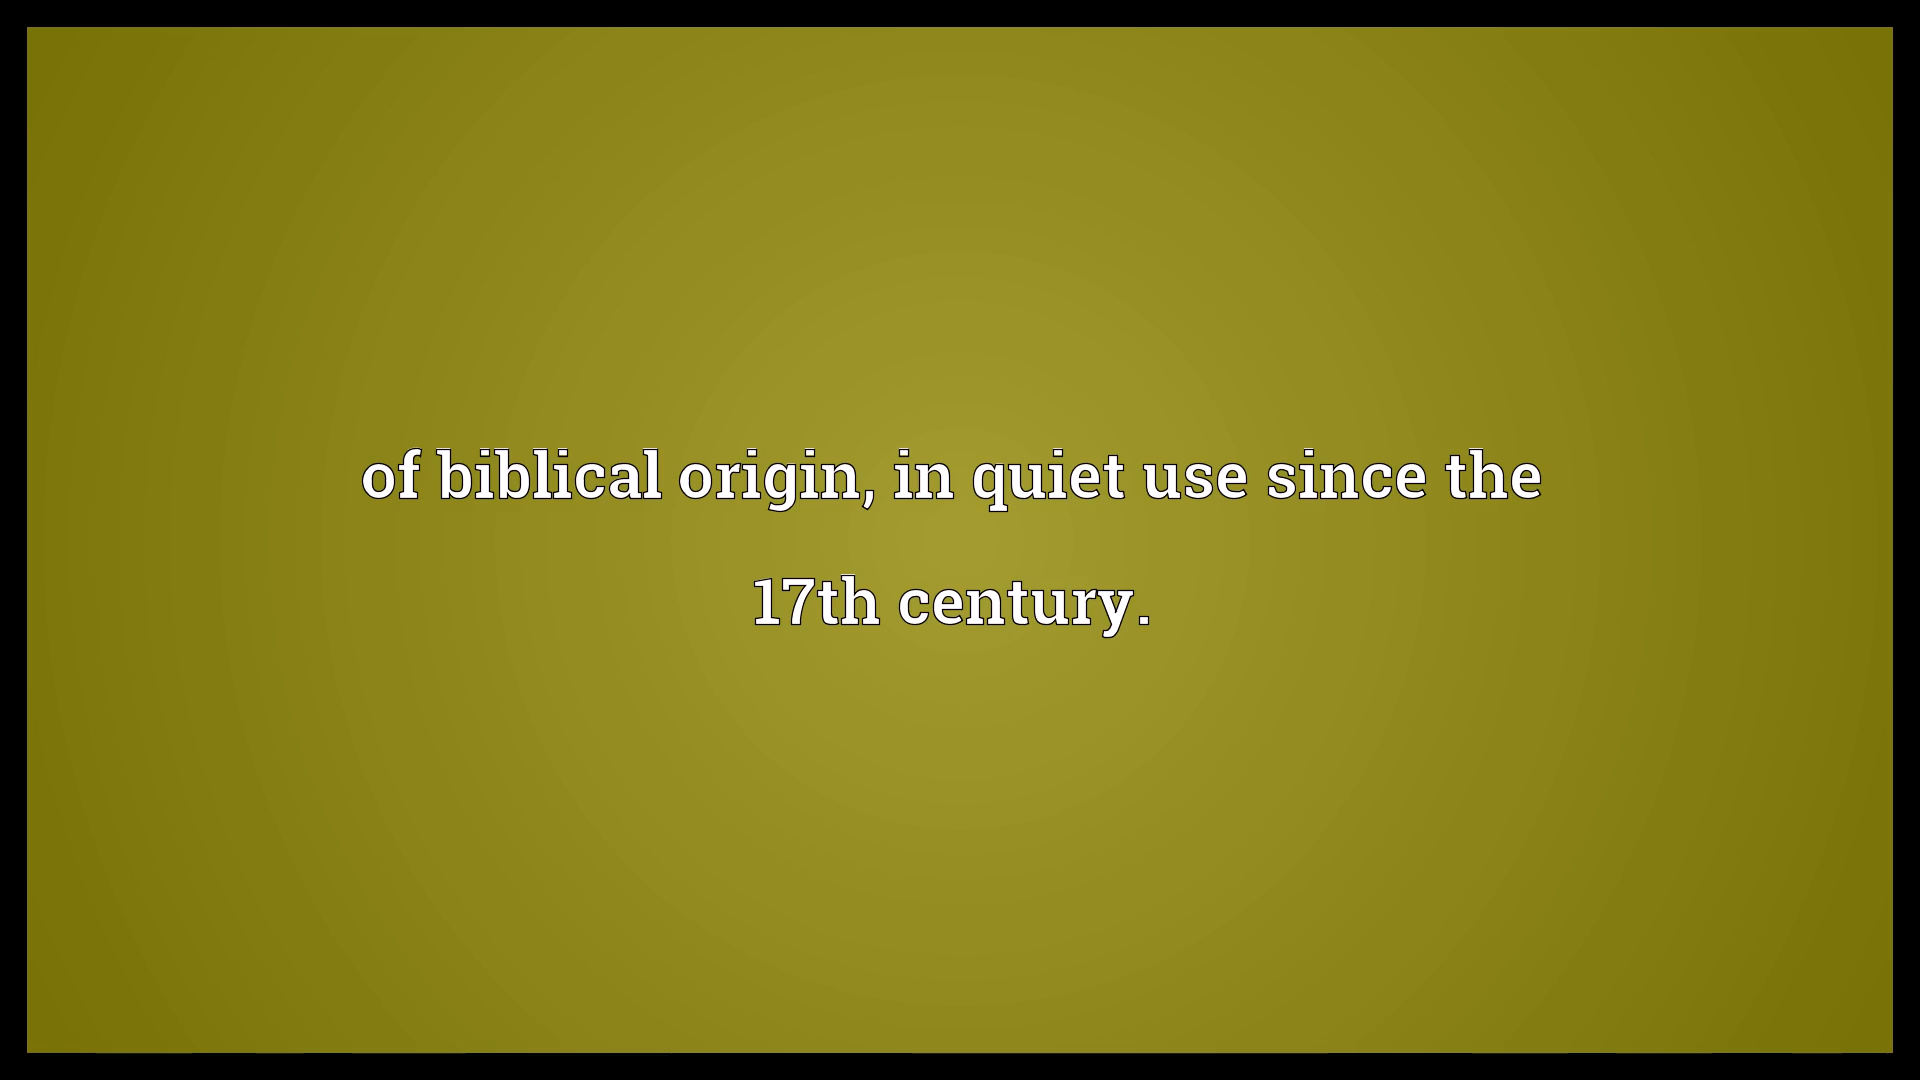 of biblical origin, in quiet use since the
17th century.